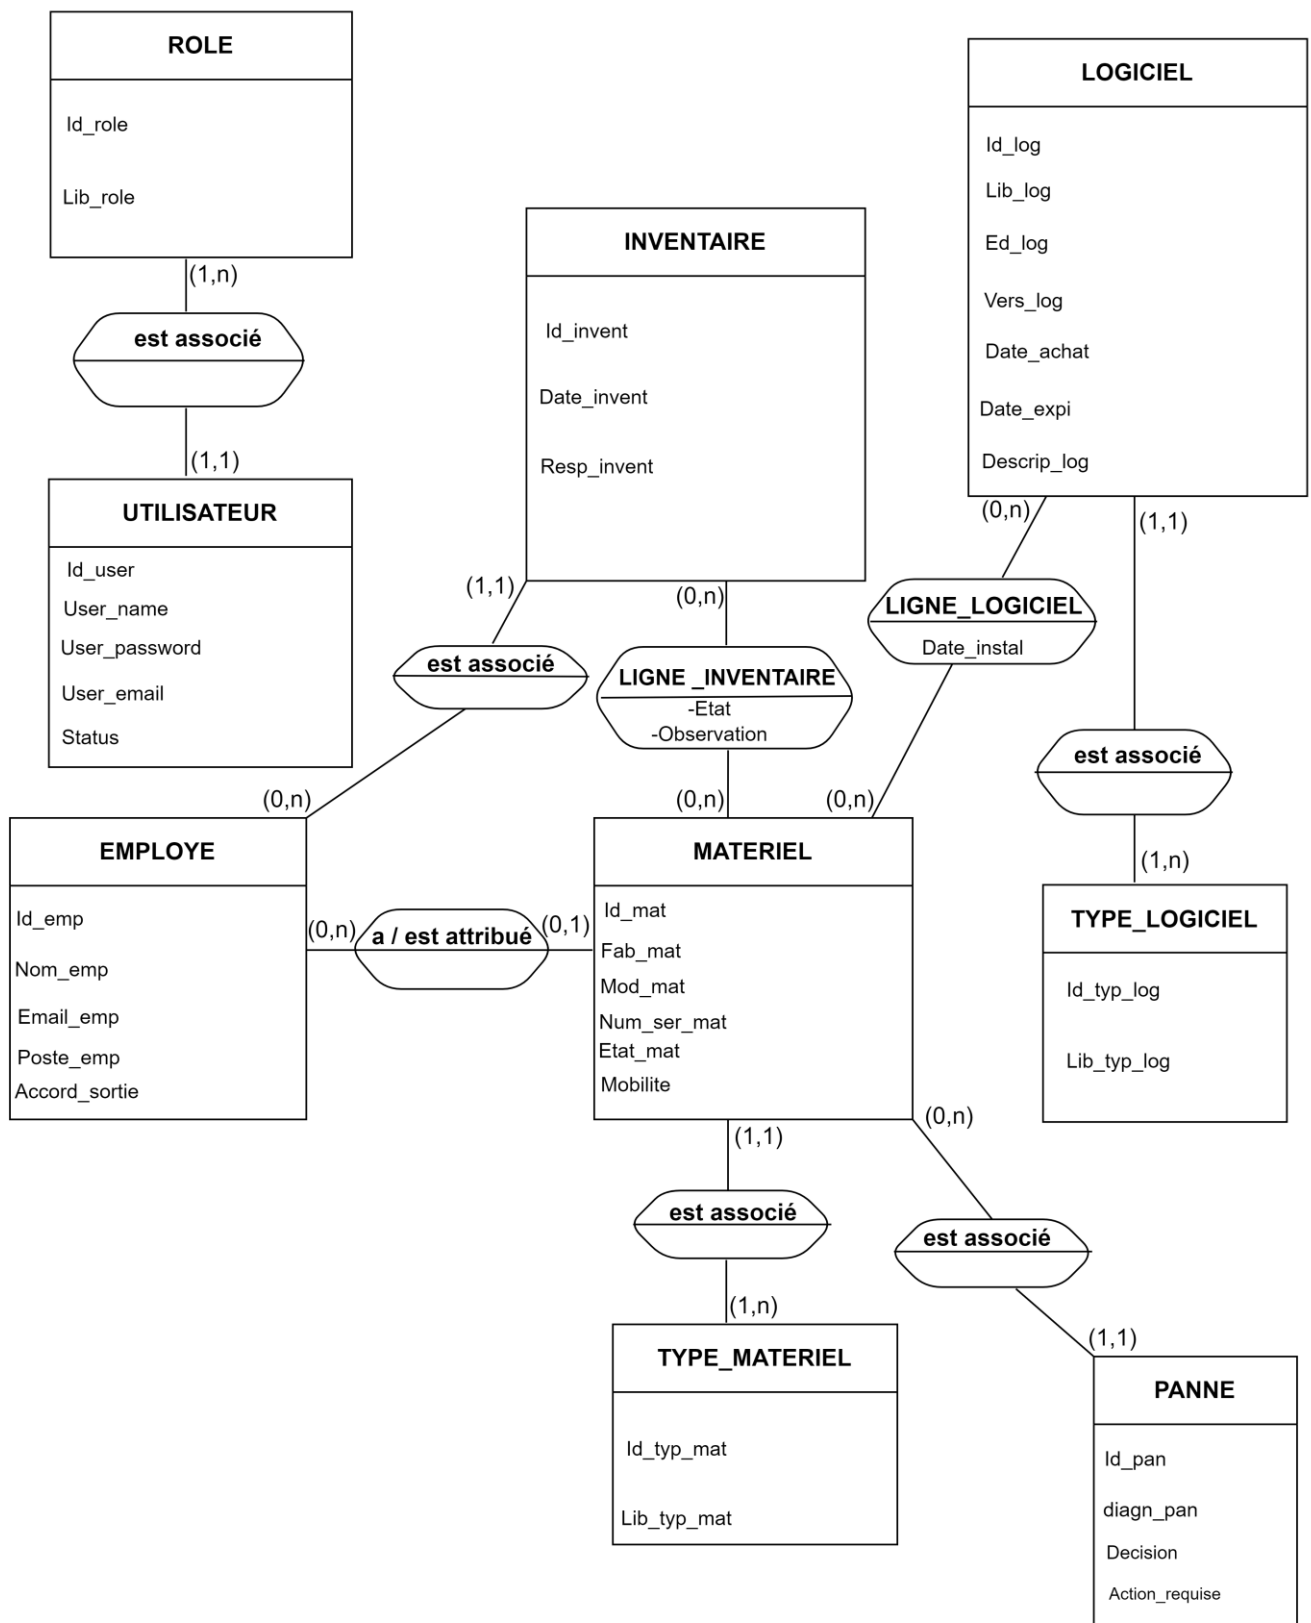 ROLE
Id_role
Lib_role
(1,n)
est associé
(1,1)
UTILISATEUR
Id_user
User_name
User_password
User_email
Status
INVENTAIRE
Id_invent
Date_invent
Resp_invent
(1,1)
est associé
(0,n)
(0,n)
LIGNE _INVENTAIRE
-Etat
-Observation
(0,n)
LOGICIEL
Id_log
Lib_log
Ed_log
Vers_log
Date_achat
Date_expi
Descrip_log
(0,n)
LIGNE_LOGICIEL
Date_instal
(0,n)
(1,1)
est associé
(1,n)
TYPE_LOGICIEL
Id_typ_log
Lib_typ_log
EMPLOYE
Id_emp
Nom_emp
Email_emp
Poste_emp
Accord_sortie
(0,n)
a / est attribué
(0,1)
MATERIEL
Id_mat
Fab_mat
Mod_mat
Num_ser_mat
Etat_mat
Mobilite
(1,1)
est associé
(1,n)
TYPE_MATERIEL
Id_typ_mat
Lib_typ_mat
(0,n)
est associé
(1,1)
PANNE
Id_pan
diagn_pan
Decision
Action_requise